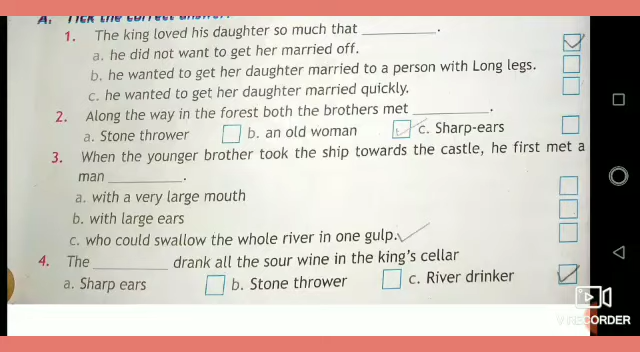 A. Tick the correct answer.
1. The king loved his daughter so much that __________.
a. he did not want to get her married off.
b. he wanted to get her daughter married to a person with Long legs.
c. he wanted to get her daughter married quickly.
2. Along the way in the forest both the brothers met __________.
a. Stone thrower b. an old woman c. Sharp-ears
3. When the younger brother took the ship towards the castle, he first met a
man __________.
a. with a very large mouth
b. with large ears
c. who could swallow the whole river in one gulp.
4. The __________ drank all the sour wine in the king's cellar
a. Sharp ears b. Stone thrower c. River drinker
RECORDER